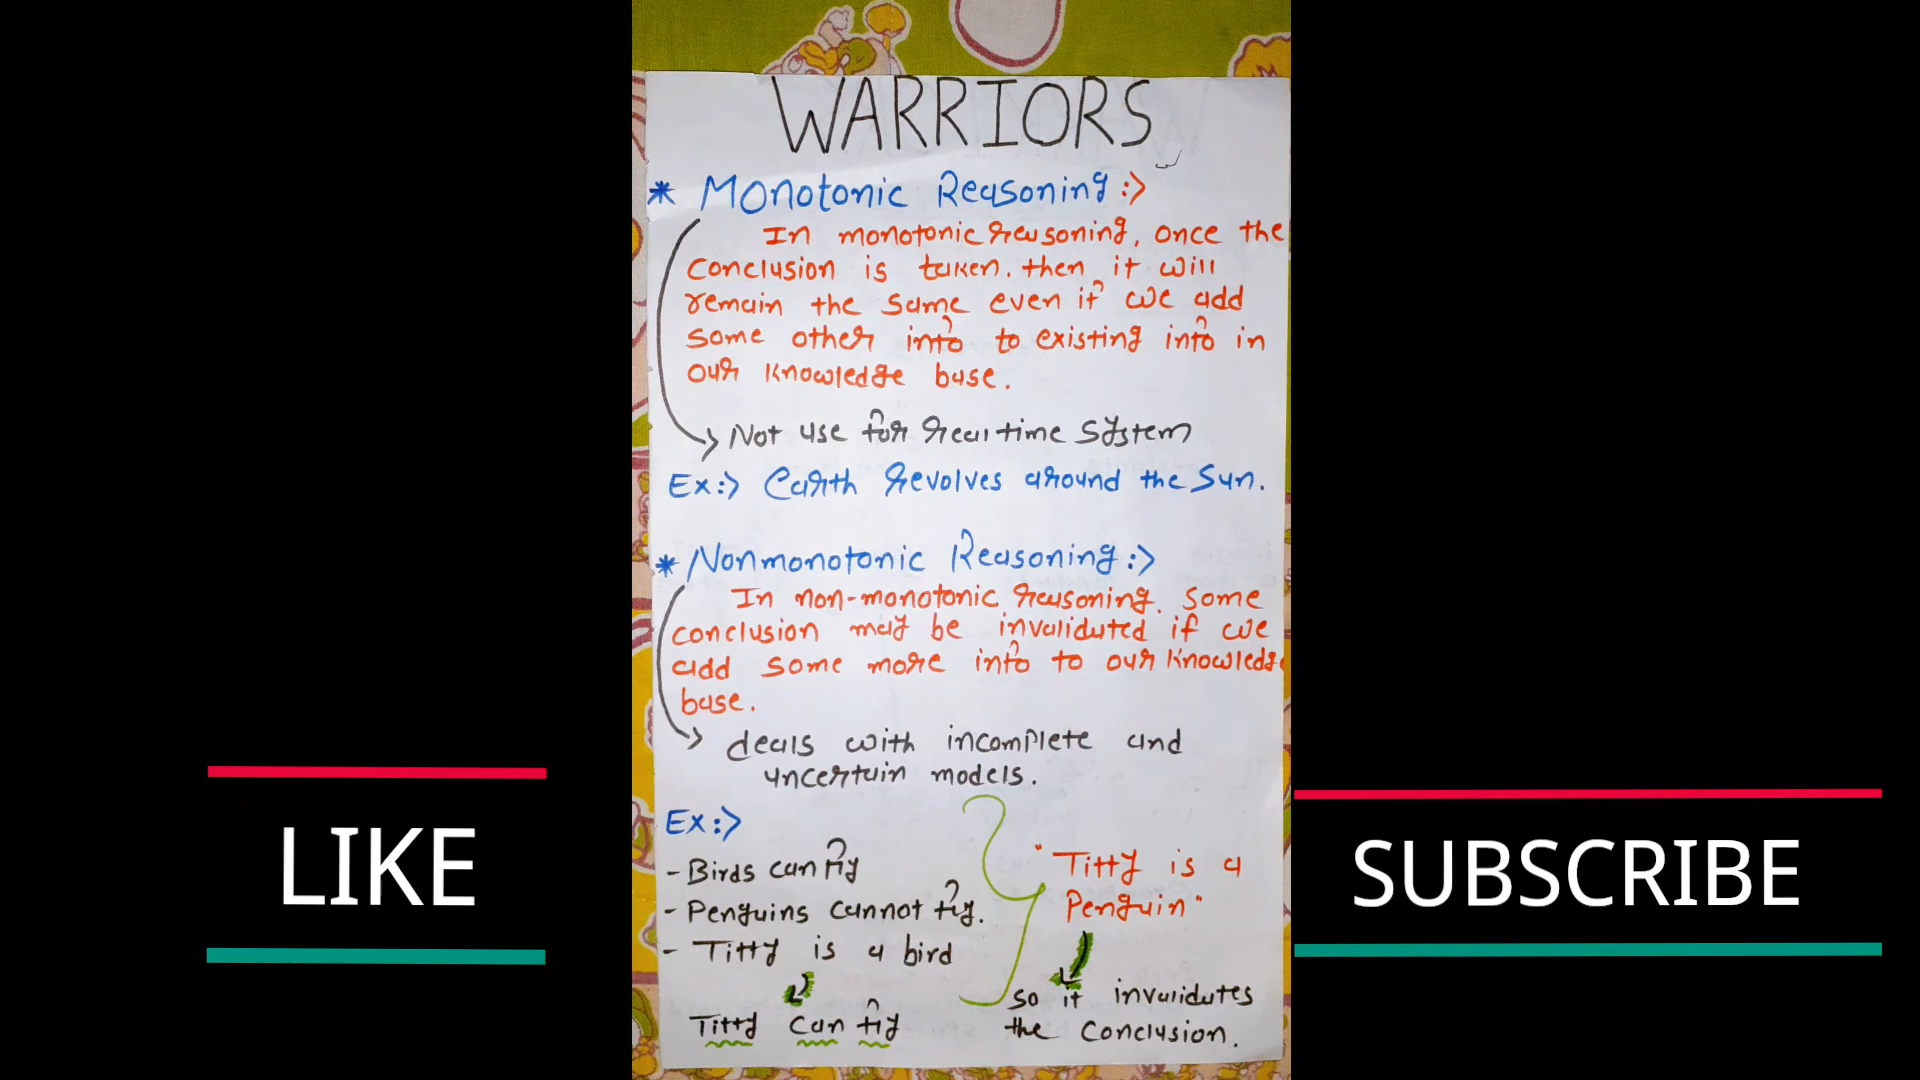 WARRIORS
* Monotonic Reasoning :>
In monotonic reasoning, once the
conclusion is taken. then it will
remain the same even if we add
some other info to existing info in
our knowledge base.
Not use for real time system
Ex:> Earth revolves around the Sun.
* Nonmonotonic Reasoning :>
In non-monotonic reasoning. some
conclusion may be invalidated if we
add some more info to our knowledge
base.
deals with incomplete and
uncertain models.
Ex:>
- Birds can fly
- Penguins cannot fly.
- Titty is a bird
Titty can fly
"Titty is a
Penguin"
so it invalidates
the conclusion.
LIKE
SUBSCRIBE